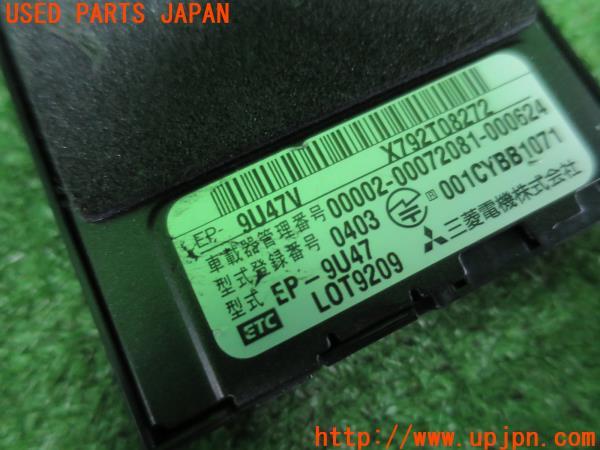 USED PARTS JAPAN
X792T08272
EP-9U47V
車載器管理番号 00002-00072081-000624
型式登録番号 0403
001CYBB1071
型式 EP-9U47
三菱電機株式会社
ETC LOT9209
http://www.upjpn.com/